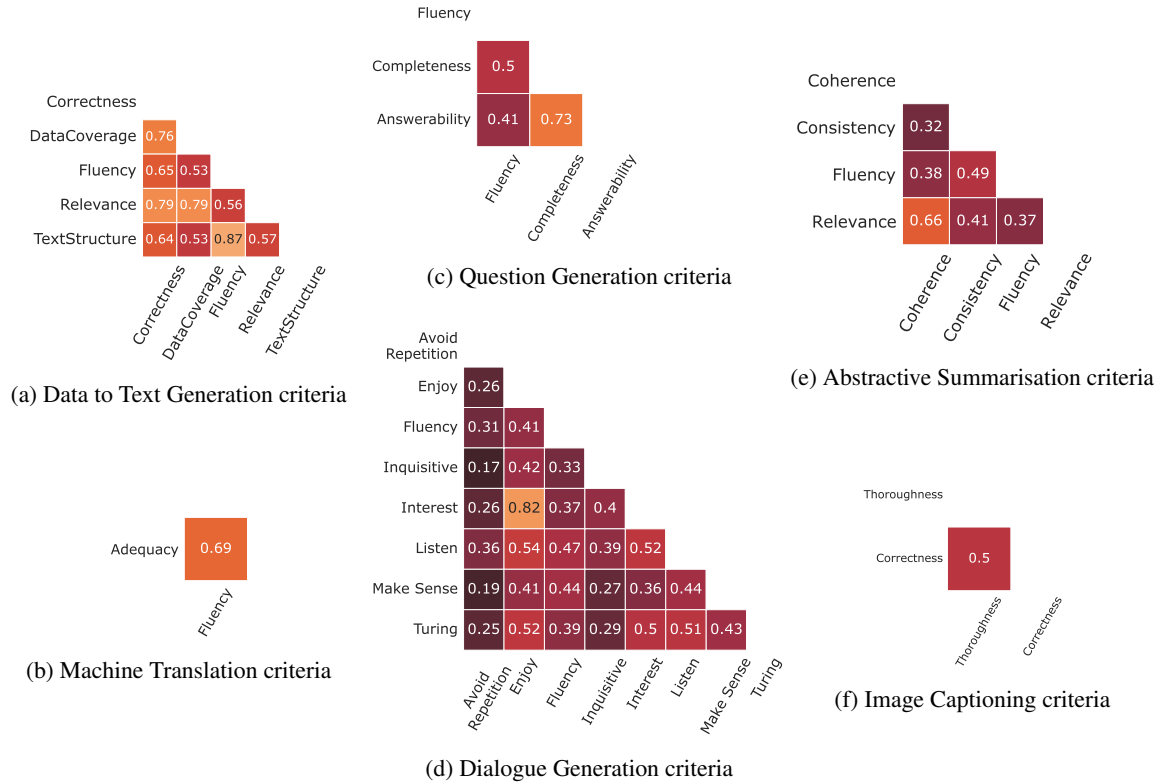 Correctness
DataCoverage
0.76
Fluency
0.65 0.53
Relevance
0.79 0.79 0.56
TextStructure
0.64 0.53 0.87 0.57
Correctness
DataCoverage
Fluency
Relevance
TextStructure
(a) Data to Text Generation criteria
Adequacy
0.69
Fluency
(b) Machine Translation criteria
Fluency
Completeness
0.5
Answerability
0.41 0.73
Fluency
Completeness
Answerability
(c) Question Generation criteria
Avoid
Repetition
Enjoy
0.26
Fluency
0.31 0.41
Inquisitive
0.17 0.42 0.33
Interest
0.26 0.82 0.37 0.4
Listen
0.36 0.54 0.47 0.39 0.52
Make Sense
0.19 0.41 0.44 0.27 0.36 0.44
Turing
0.25 0.52 0.39 0.29 0.5 0.51 0.43
Avoid
Repetition
Enjoy
Fluency
Inquisitive
Interest
Listen
Make Sense
Turing
(d) Dialogue Generation criteria
Coherence
Consistency
0.32
Fluency
0.38 0.49
Relevance
0.66 0.41 0.37
Coherence
Consistency
Fluency
Relevance
(e) Abstractive Summarisation criteria
Thoroughness
Correctness
0.5
Thoroughness
Correctness
(f) Image Captioning criteria